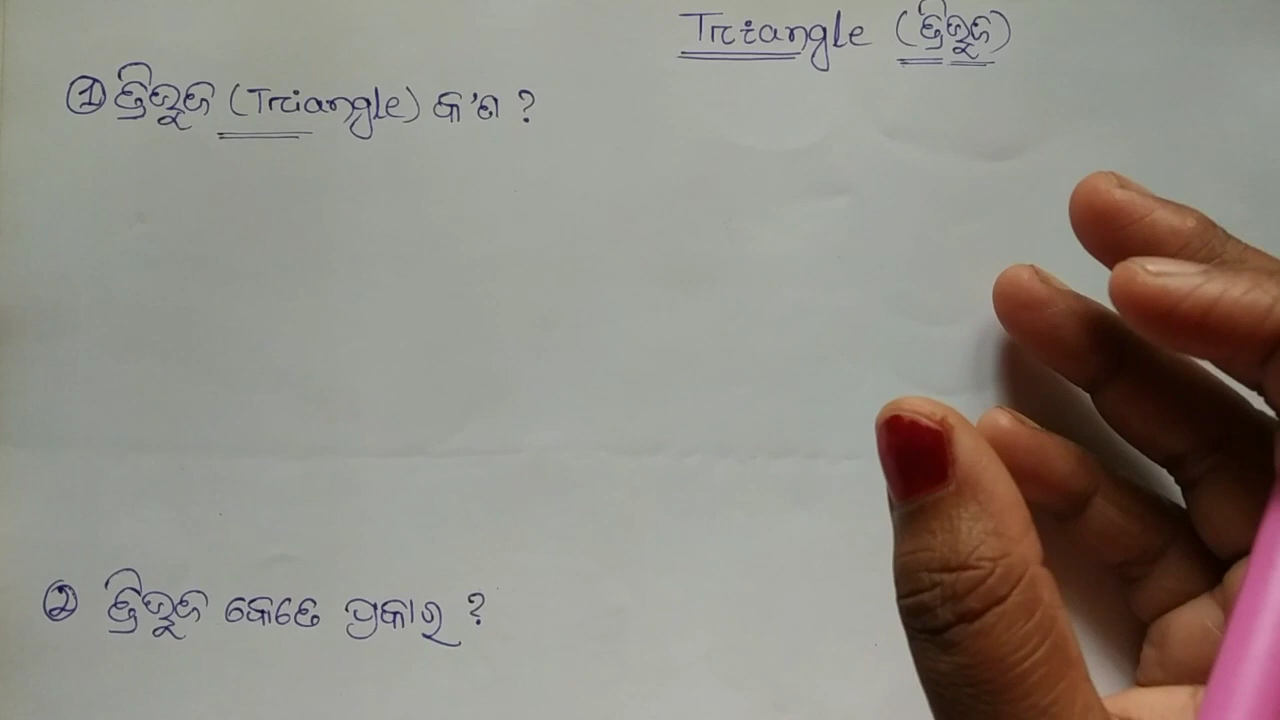 Triangle (ତ୍ରିଭୂଜ)
① ତ୍ରିଭୂଜ (Triangle) କ'ଣ ?
② ତ୍ରିଭୂଜ କେତେ ପ୍ରକାର ?